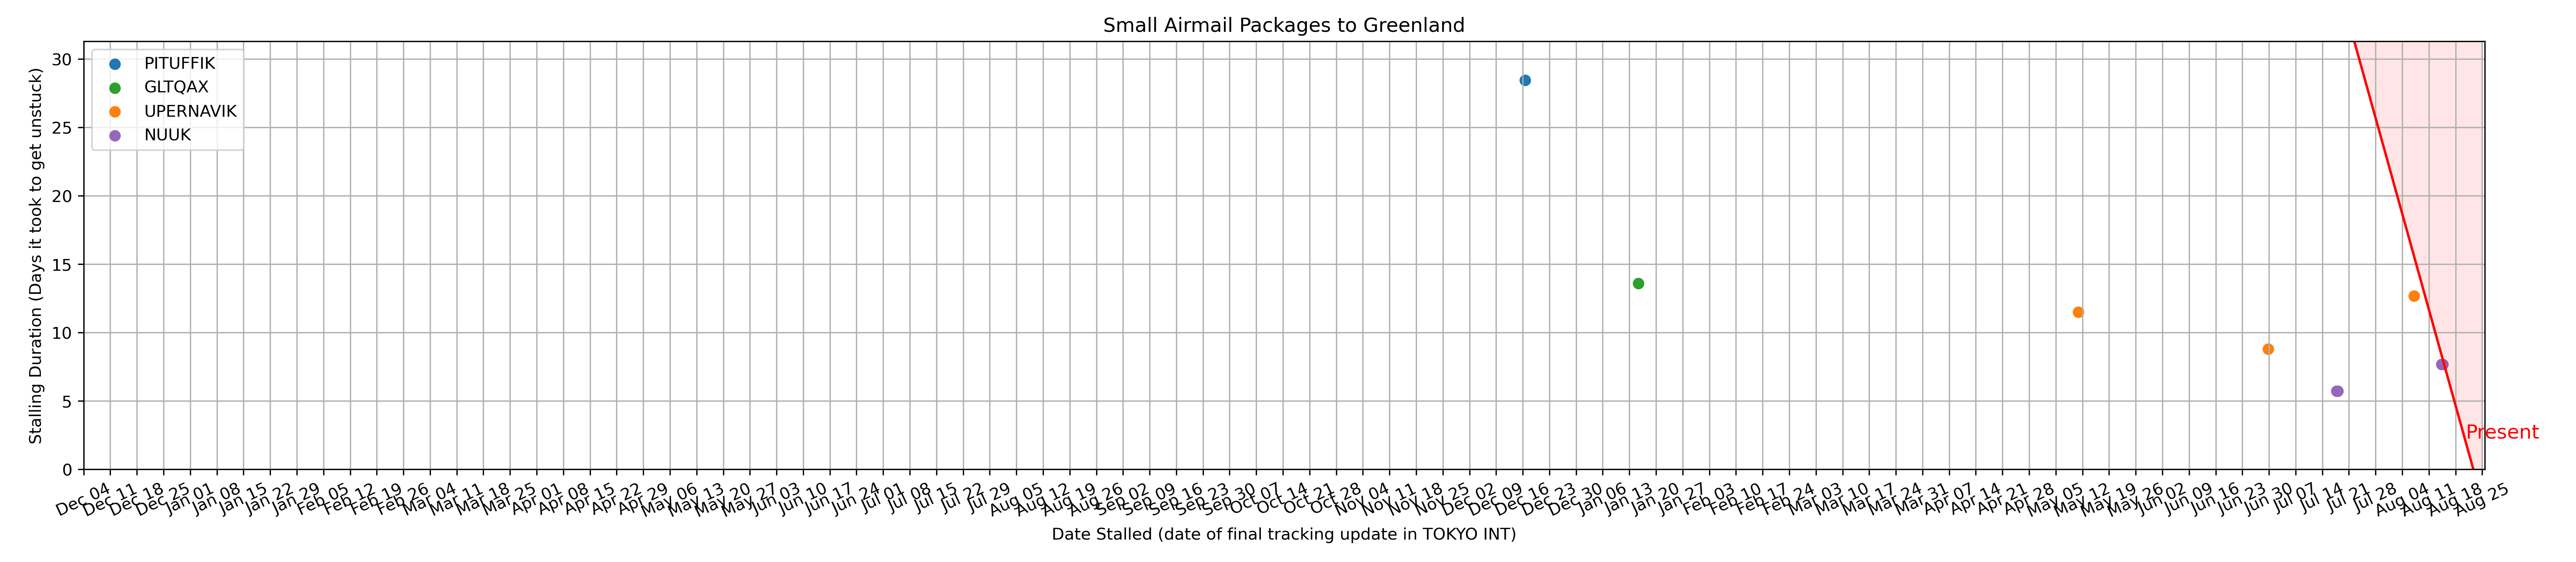 Small Airmail Packages to Greenland
PITUFFIK
GLTQAX
UPERNAVIK
NUUK
Stalling Duration (Days it took to get unstuck)
30
25
20
15
10
5
0
Present
Dec 04
Dec 11
Dec 18
Dec 25
Jan 01
Jan 08
Jan 15
Jan 22
Jan 29
Feb 05
Feb 12
Feb 19
Feb 26
Mar 04
Mar 11
Mar 18
Mar 25
Apr 01
Apr 08
Apr 15
Apr 22
Apr 29
May 06
May 13
May 20
May 27
Jun 03
Jun 10
Jun 17
Jun 24
Jul 01
Jul 08
Jul 15
Jul 22
Jul 29
Aug 05
Aug 12
Aug 19
Aug 26
Sep 02
Sep 09
Sep 16
Sep 23
Sep 30
Oct 07
Oct 14
Oct 21
Oct 28
Nov 04
Nov 11
Nov 18
Nov 25
Dec 02
Dec 09
Dec 16
Dec 23
Dec 30
Jan 06
Jan 13
Jan 20
Jan 27
Feb 03
Feb 10
Feb 17
Feb 24
Mar 03
Mar 10
Mar 17
Mar 24
Mar 31
Apr 07
Apr 14
Apr 21
Apr 28
May 05
May 12
May 19
May 26
Jun 02
Jun 09
Jun 16
Jun 23
Jun 30
Jul 07
Jul 14
Jul 21
Jul 28
Aug 04
Aug 11
Aug 18
Aug 25
Date Stalled (date of final tracking update in TOKYO INT)